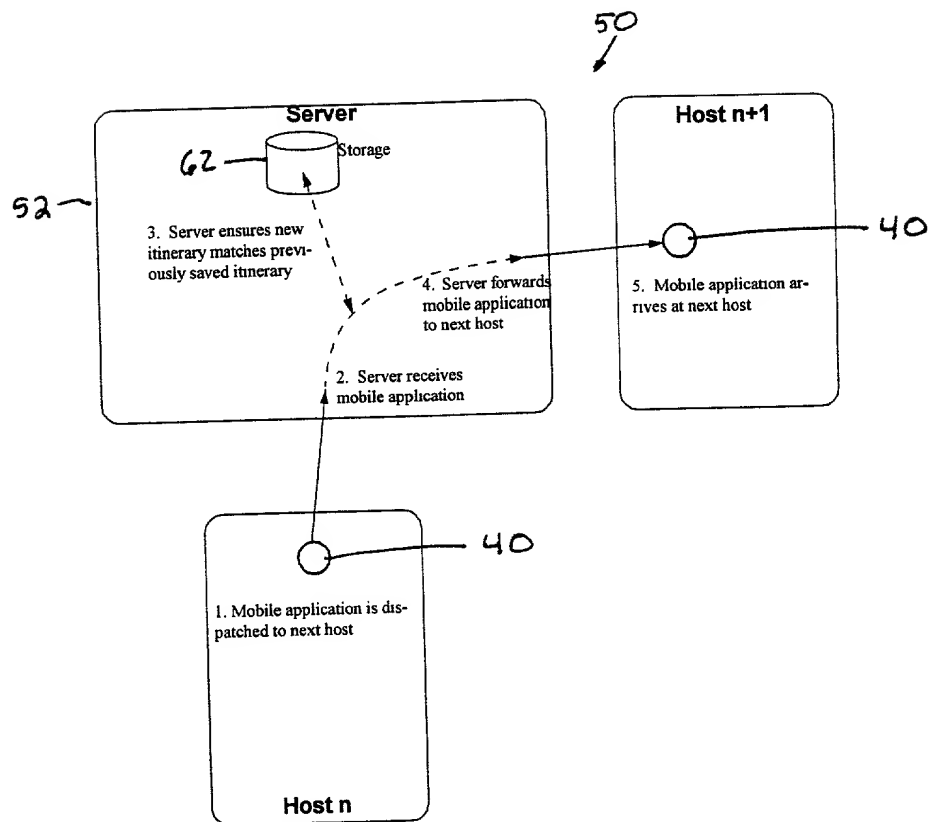 50
Server
Host n+1
62
Storage
52
3. Server ensures new
itinerary matches previ-
ously saved itinerary
40
4. Server forwards
mobile application
to next host
5. Mobile application ar-
rives at next host
2. Server receives
mobile application
40
1. Mobile application is dis-
patched to next host
Host n